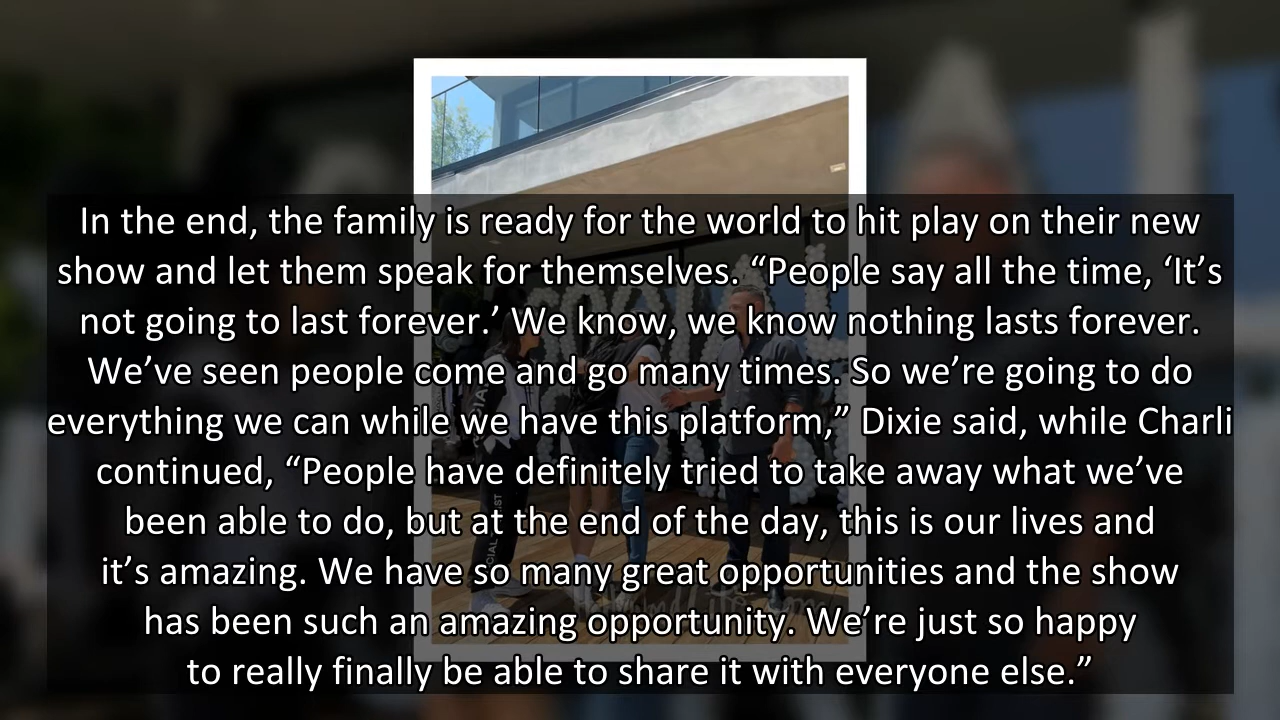 In the end, the family is ready for the world to hit play on their new
show and let them speak for themselves. “People say all the time, ‘It’s
not going to last forever.’ We know, we know nothing lasts forever.
We’ve seen people come and go many times. So we’re going to do
everything we can while we have this platform,” Dixie said, while Charli
continued, “People have definitely tried to take away what we’ve
been able to do, but at the end of the day, this is our lives and
it’s amazing. We have so many great opportunities and the show
has been such an amazing opportunity. We’re just so happy
to really finally be able to share it with everyone else.”